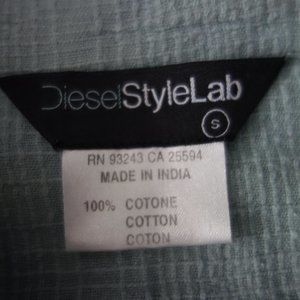 DieselStyleLab
S
RN 93243 CA 25594
MADE IN INDIA
100% COTONE
COTTON
COTON